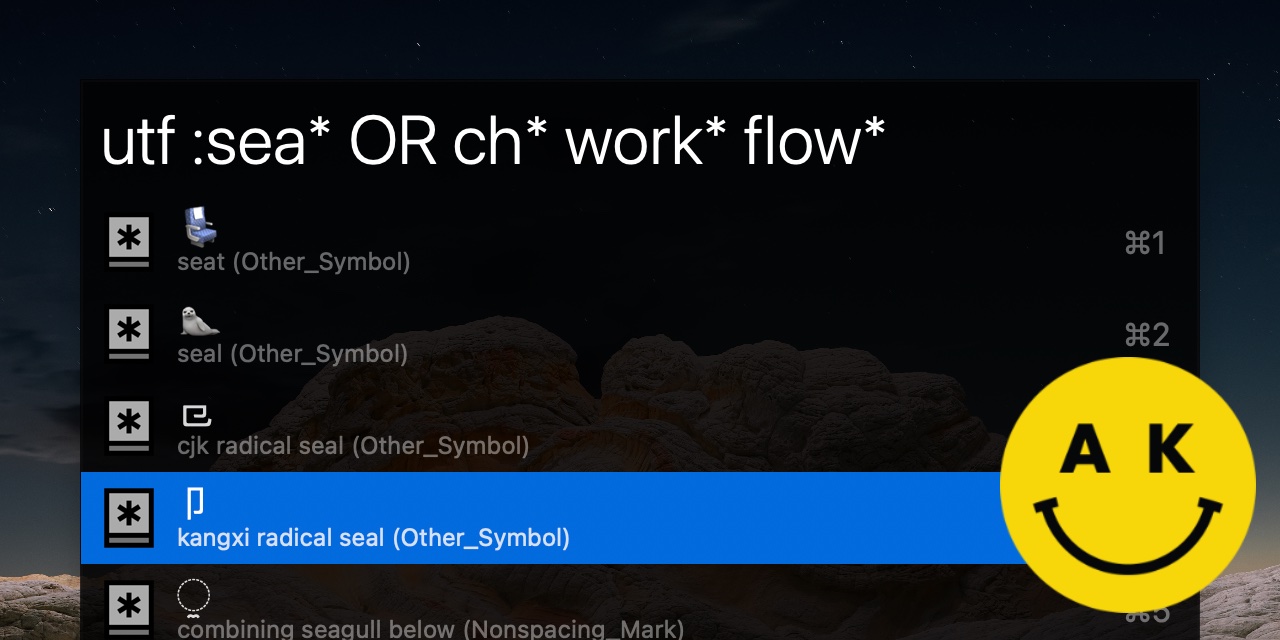 utf :sea* OR ch* work* flow*
💺
seat (Other_Symbol)
⌘1
🦭
seal (Other_Symbol)
⌘2
⺋
cjk radical seal (Other_Symbol)
⼙
kangxi radical seal (Other_Symbol)
◌̼
combining seagull below (Nonspacing_Mark)
⌘5
A K